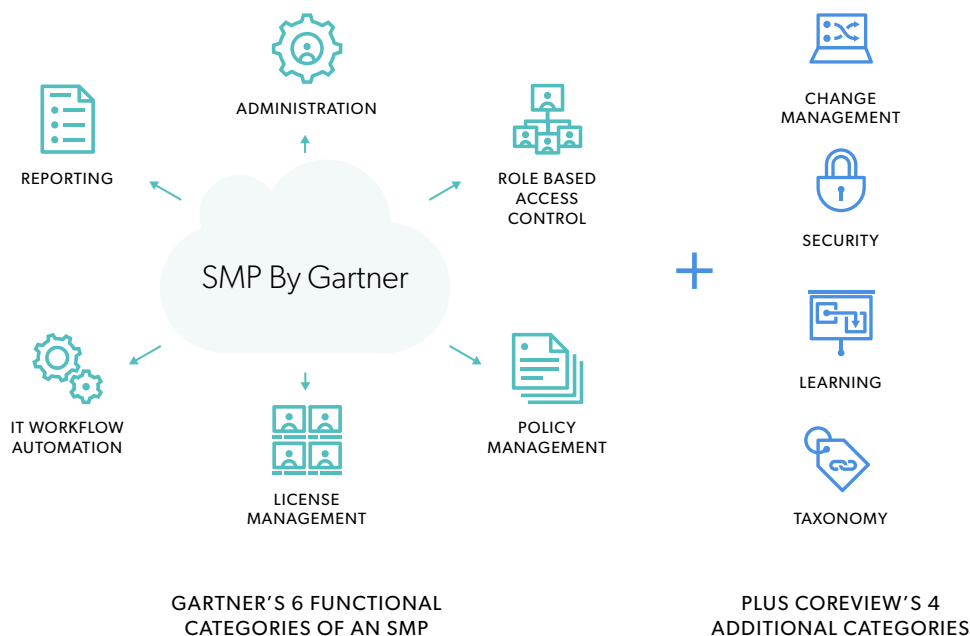 ADMINISTRATION
REPORTING
ROLE BASED
ACCESS
CONTROL
SMP By Gartner
IT WORKFLOW
AUTOMATION
POLICY
MANAGEMENT
LICENSE
MANAGEMENT
GARTNER’S 6 FUNCTIONAL
CATEGORIES OF AN SMP
+
CHANGE
MANAGEMENT
SECURITY
LEARNING
TAXONOMY
PLUS COREVIEW’S 4
ADDITIONAL CATEGORIES